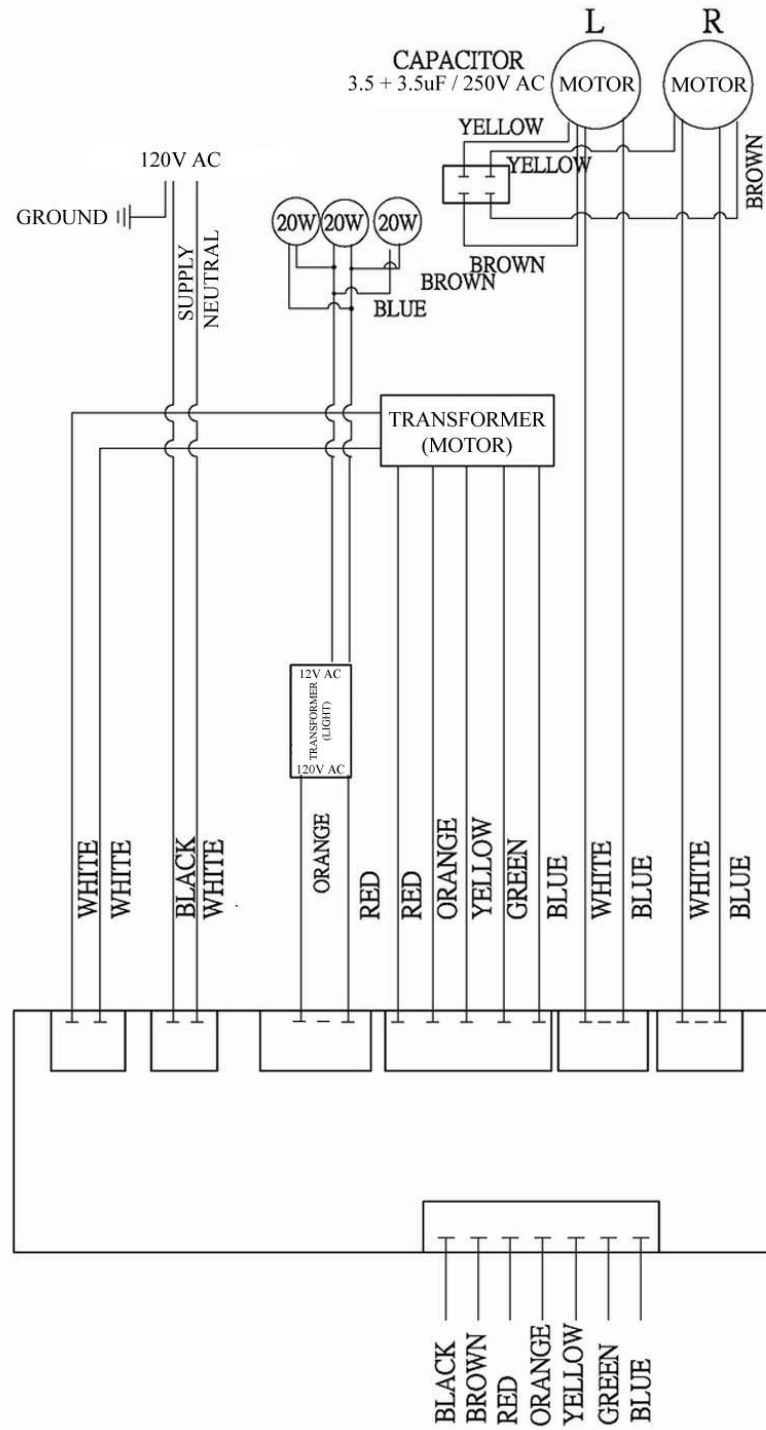 L
R
CAPACITOR
3.5 + 3.5uF / 250V AC
MOTOR
MOTOR
YELLOW
YELLOW
BROWN
BROWN
120V AC
GROUND
SUPPLY
NEUTRAL
20W
20W
20W
BROWN
BLUE
TRANSFORMER
(MOTOR)
12V AC
TRANSFORMER
(LIGHT)
120V AC
WHITE
WHITE
BLACK
WHITE
ORANGE
RED
RED
ORANGE
YELLOW
GREEN
BLUE
WHITE
BLUE
WHITE
BLUE
BLACK
BROWN
RED
ORANGE
YELLOW
GREEN
BLUE